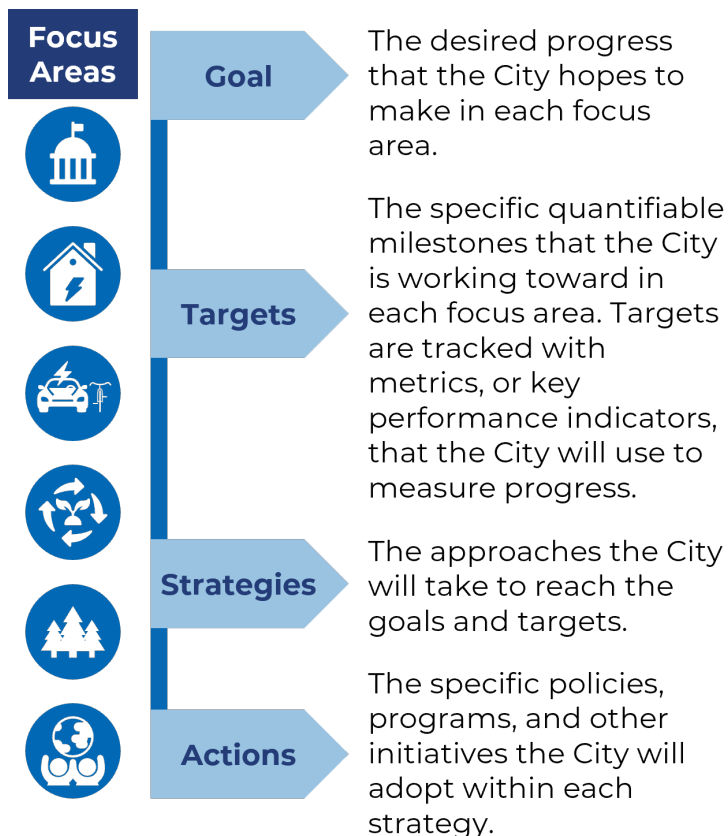 Focus
Areas
Goal
The desired progress
that the City hopes to
make in each focus
area.
Targets
The specific quantifiable
milestones that the City
is working toward in
each focus area. Targets
are tracked with
metrics, or key
performance indicators,
that the City will use to
measure progress.
Strategies
The approaches the City
will take to reach the
goals and targets.
Actions
The specific policies,
programs, and other
initiatives the City will
adopt within each
strategy.